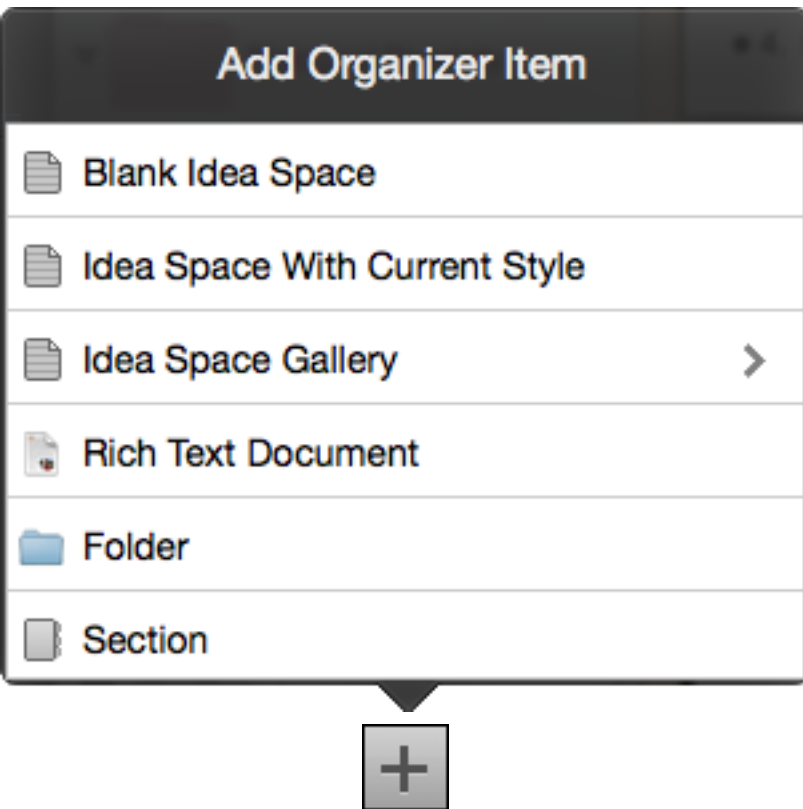 Add Organizer Item
Blank Idea Space
Idea Space With Current Style
Idea Space Gallery
Rich Text Document
Folder
Section